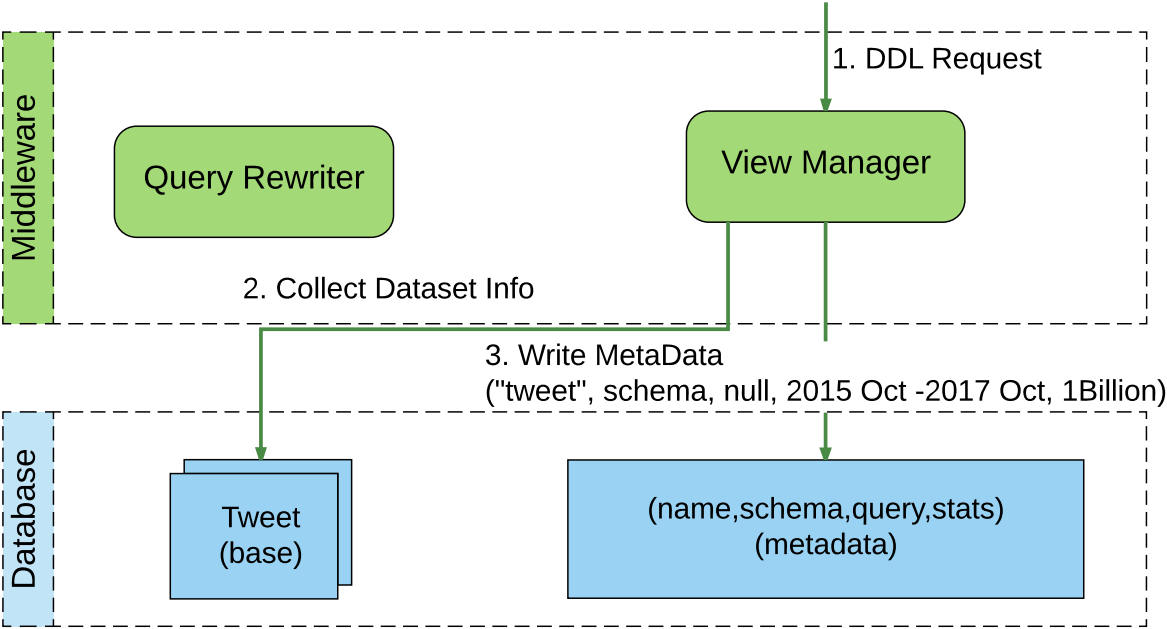 Middleware
1. DDL Request
Query Rewriter
View Manager
2. Collect Dataset Info
3. Write MetaData
("tweet", schema, null, 2015 Oct -2017 Oct, 1Billion)
Database
Tweet
(base)
(name,schema,query,stats)
(metadata)